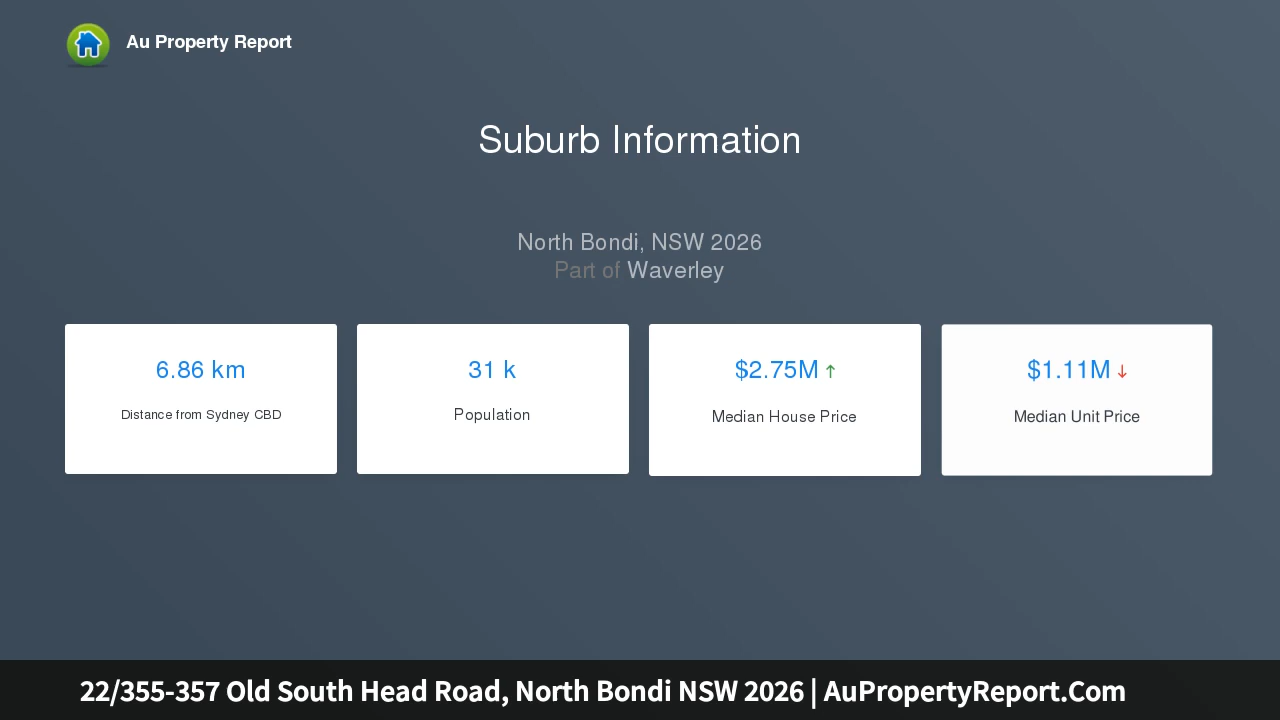 Au Property Report
Suburb Information
North Bondi, NSW 2026
Part of Waverley
6.86 km
Distance from Sydney CBD
31 k
Population
$2.75M ↑
Median House Price
$1.11M ↓
Median Unit Price
22/355-357 Old South Head Road, North Bondi NSW 2026 | AuPropertyReport.Com